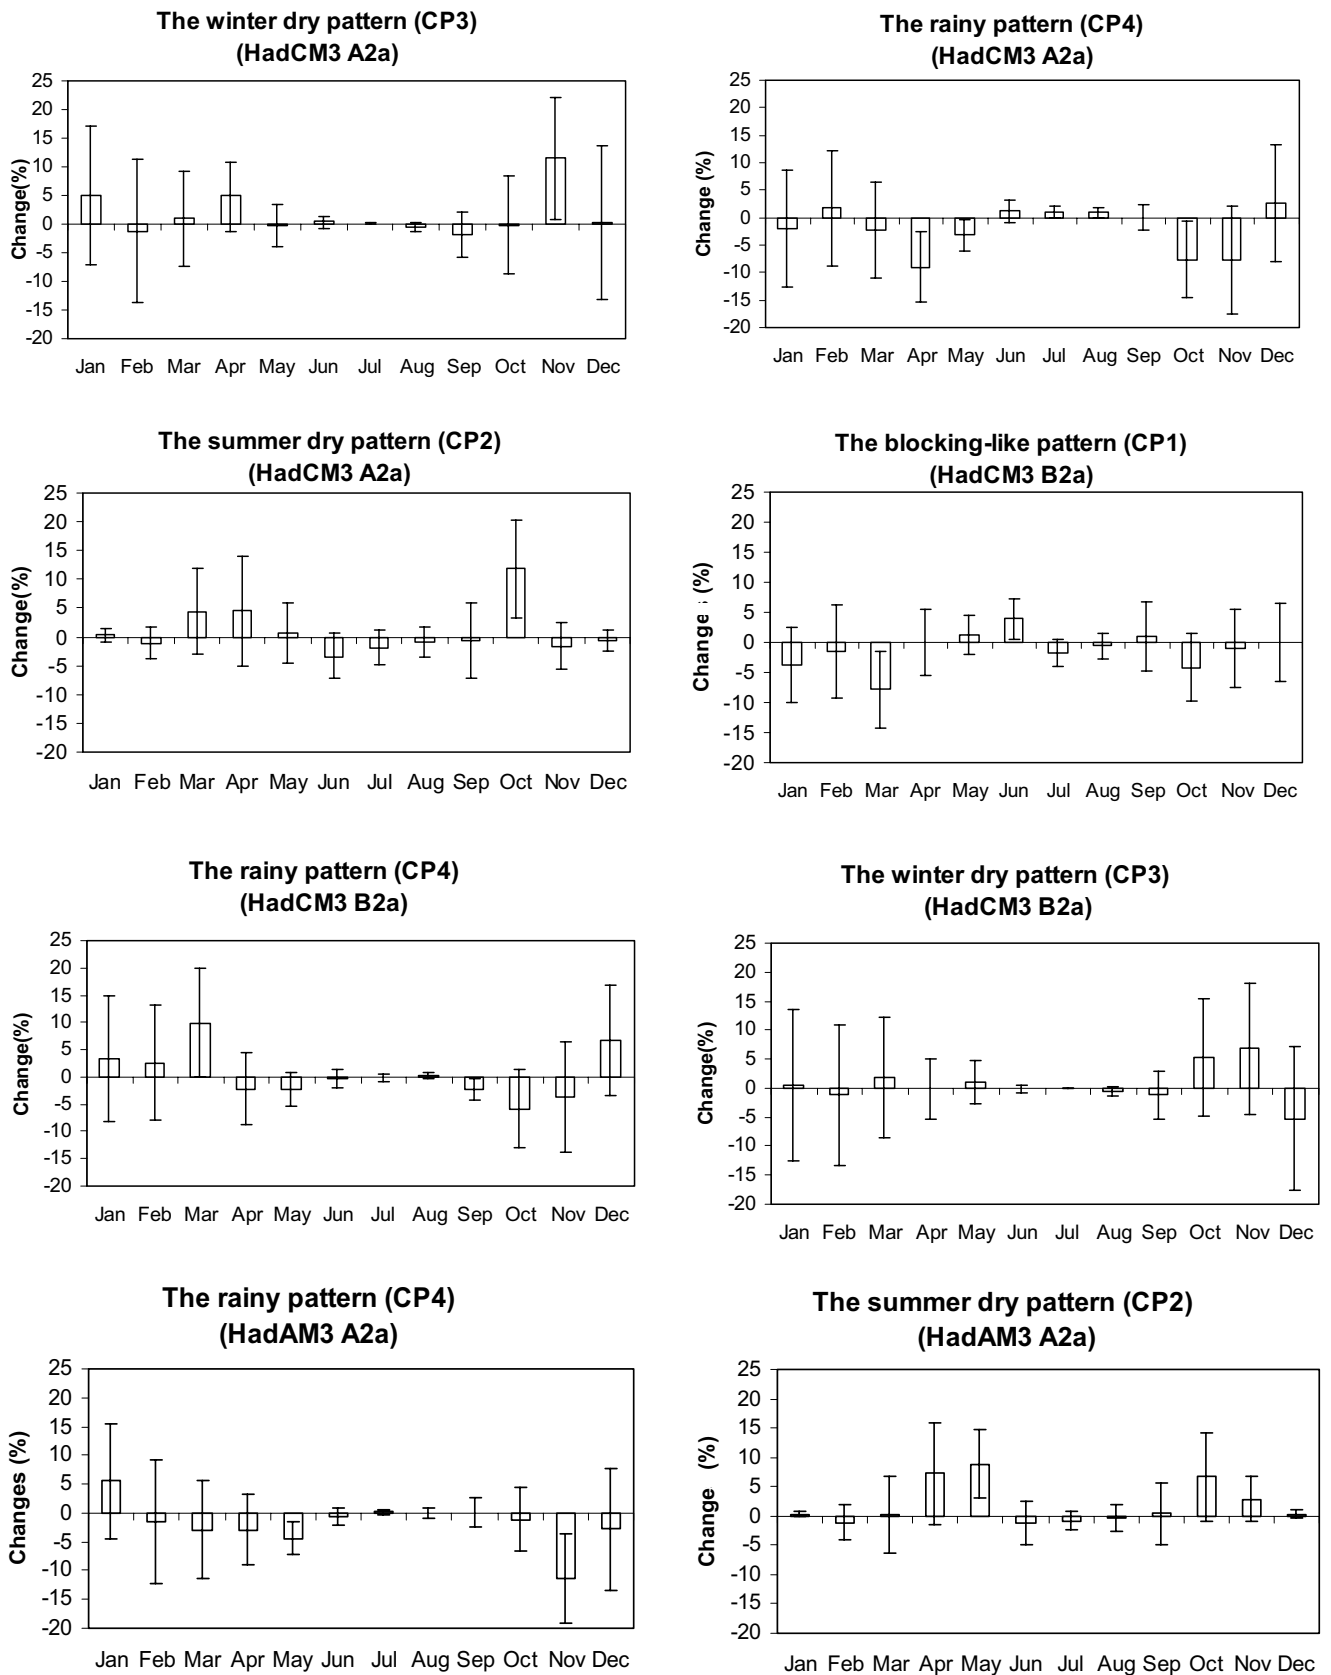 The winter dry pattern (CP3)
(HadCM3 A2a)
25
20
15
10
5
0
-5
-10
-15
-20
Change(%)
Jan Feb Mar Apr May Jun Jul Aug Sep Oct Nov Dec
The rainy pattern (CP4)
(HadCM3 A2a)
25
20
15
10
5
0
-5
-10
-15
-20
Change (%)
Jan Feb Mar Apr May Jun Jul Aug Sep Oct Nov Dec
The summer dry pattern (CP2)
(HadCM3 A2a)
25
20
15
10
5
0
-5
-10
-15
-20
Change(%)
Jan Feb Mar Apr May Jun Jul Aug Sep Oct Nov Dec
The blocking-like pattern (CP1)
(HadCM3 B2a)
25
20
15
10
5
0
-5
-10
-15
-20
Change (%)
Jan Feb Mar Apr May Jun Jul Aug Sep Oct Nov Dec
The rainy pattern (CP4)
(HadCM3 B2a)
25
20
15
10
5
0
-5
-10
-15
-20
Change(%)
Jan Feb Mar Apr May Jun Jul Aug Sep Oct Nov Dec
The winter dry pattern (CP3)
(HadCM3 B2a)
25
20
15
10
5
0
-5
-10
-15
-20
Change(%)
Jan Feb Mar Apr May Jun Jul Aug Sep Oct Nov Dec
The rainy pattern (CP4)
(HadAM3 A2a)
25
20
15
10
5
0
-5
-10
-15
-20
Changes (%)
Jan Feb Mar Apr May Jun Jul Aug Sep Oct Nov Dec
The summer dry pattern (CP2)
(HadAM3 A2a)
25
20
15
10
5
0
-5
-10
-15
-20
Change (%)
Jan Feb Mar Apr May Jun Jul Aug Sep Oct Nov Dec